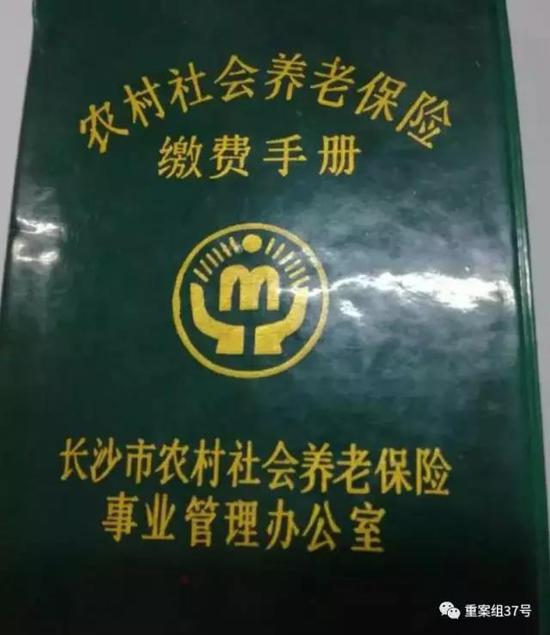 农村社会养老保险
缴费手册
m
长沙市农村社会养老保险
事业管理办公室
重案组37号